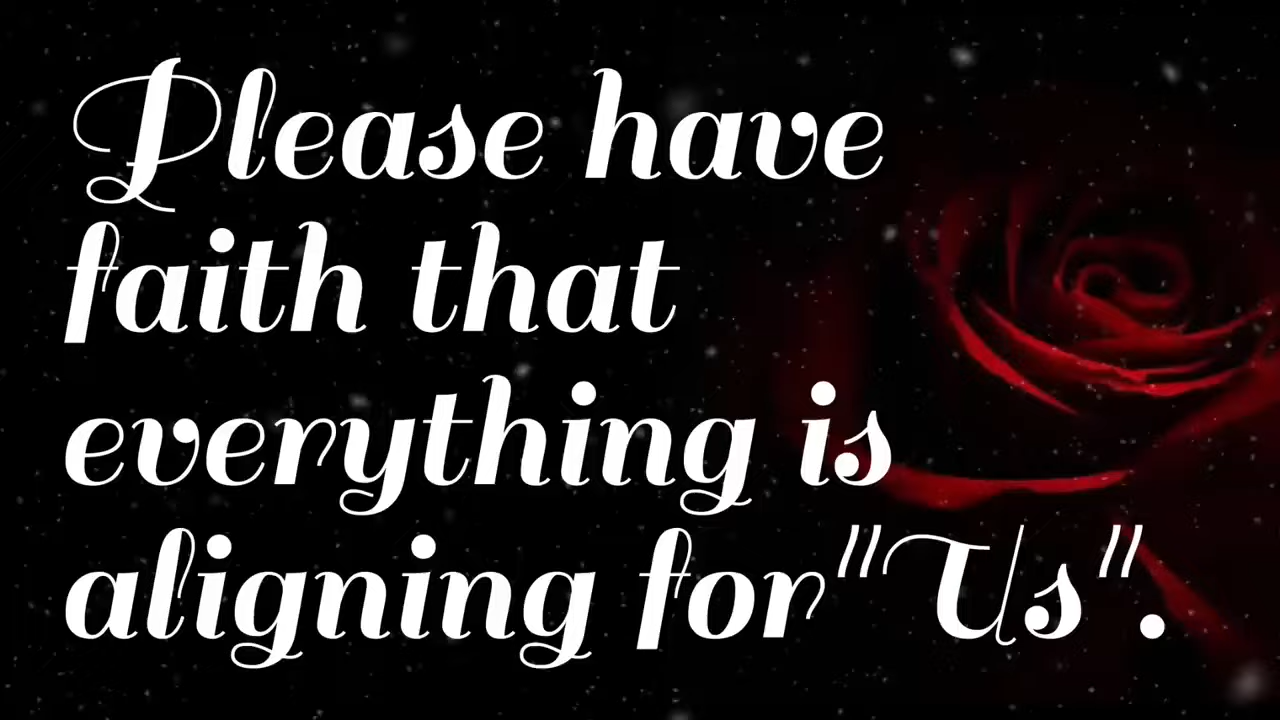 Please have
faith that
everything is
aligning for"Us".